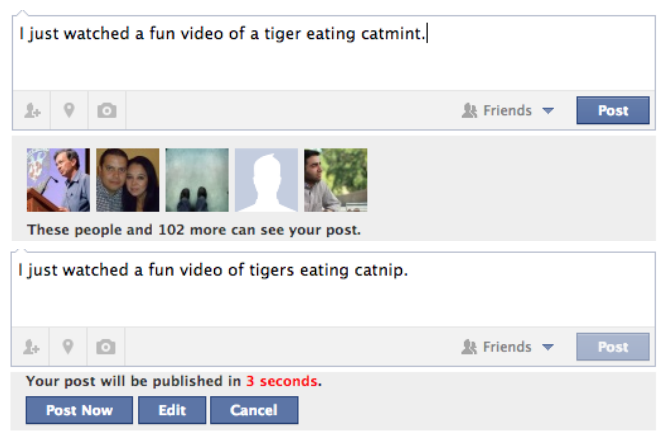 I just watched a fun video of a tiger eating catmint.
Friends Post
These people and 102 more can see your post.
I just watched a fun video of tigers eating catnip.
Friends Post
Your post will be published in 3 seconds.
Post Now Edit Cancel